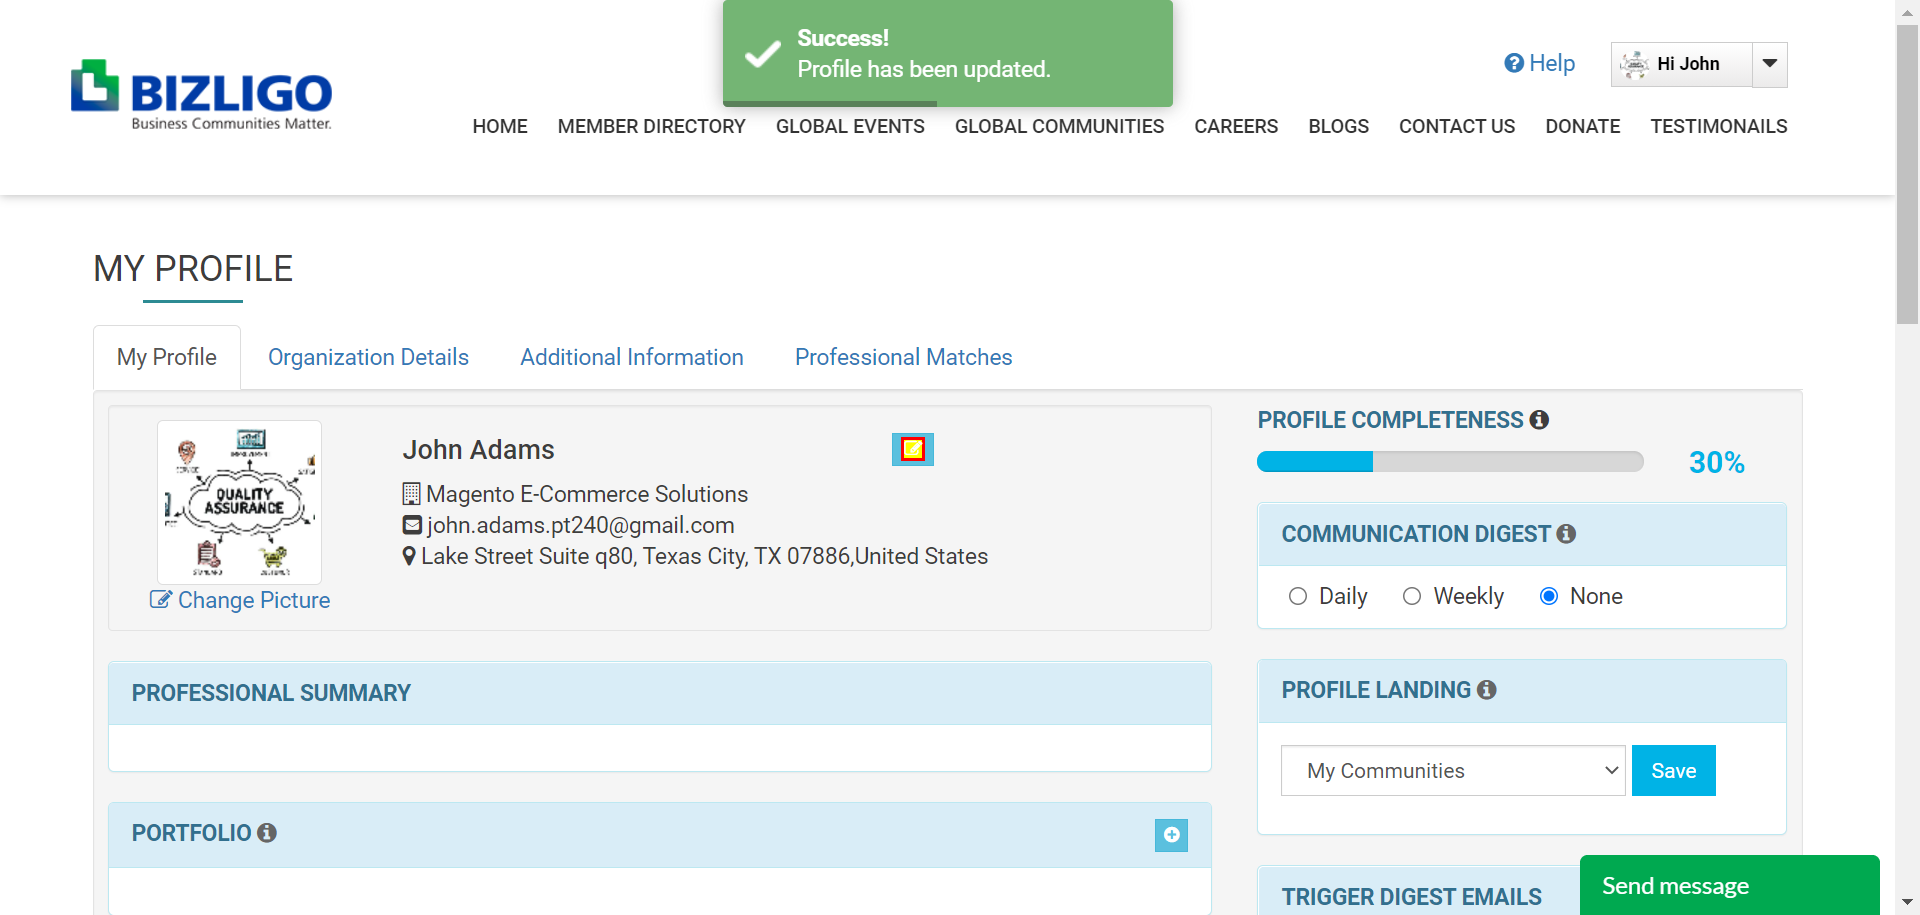 Success!
Profile has been updated.
Help
Hi John
BIZLIGO
Business Communities Matter.
HOME MEMBER DIRECTORY GLOBAL EVENTS GLOBAL COMMUNITIES CAREERS BLOGS CONTACT US DONATE TESTIMONAILS
MY PROFILE
My Profile Organization Details Additional Information Professional Matches
QUALITY
ASSURANCE
Change Picture
John Adams
Magento E-Commerce Solutions
john.adams.pt240@gmail.com
Lake Street Suite q80, Texas City, TX 07886,United States
PROFILE COMPLETENESS
30%
COMMUNICATION DIGEST
Daily Weekly None
PROFESSIONAL SUMMARY
PROFILE LANDING
My Communities Save
PORTFOLIO
TRIGGER DIGEST EMAILS
Send message